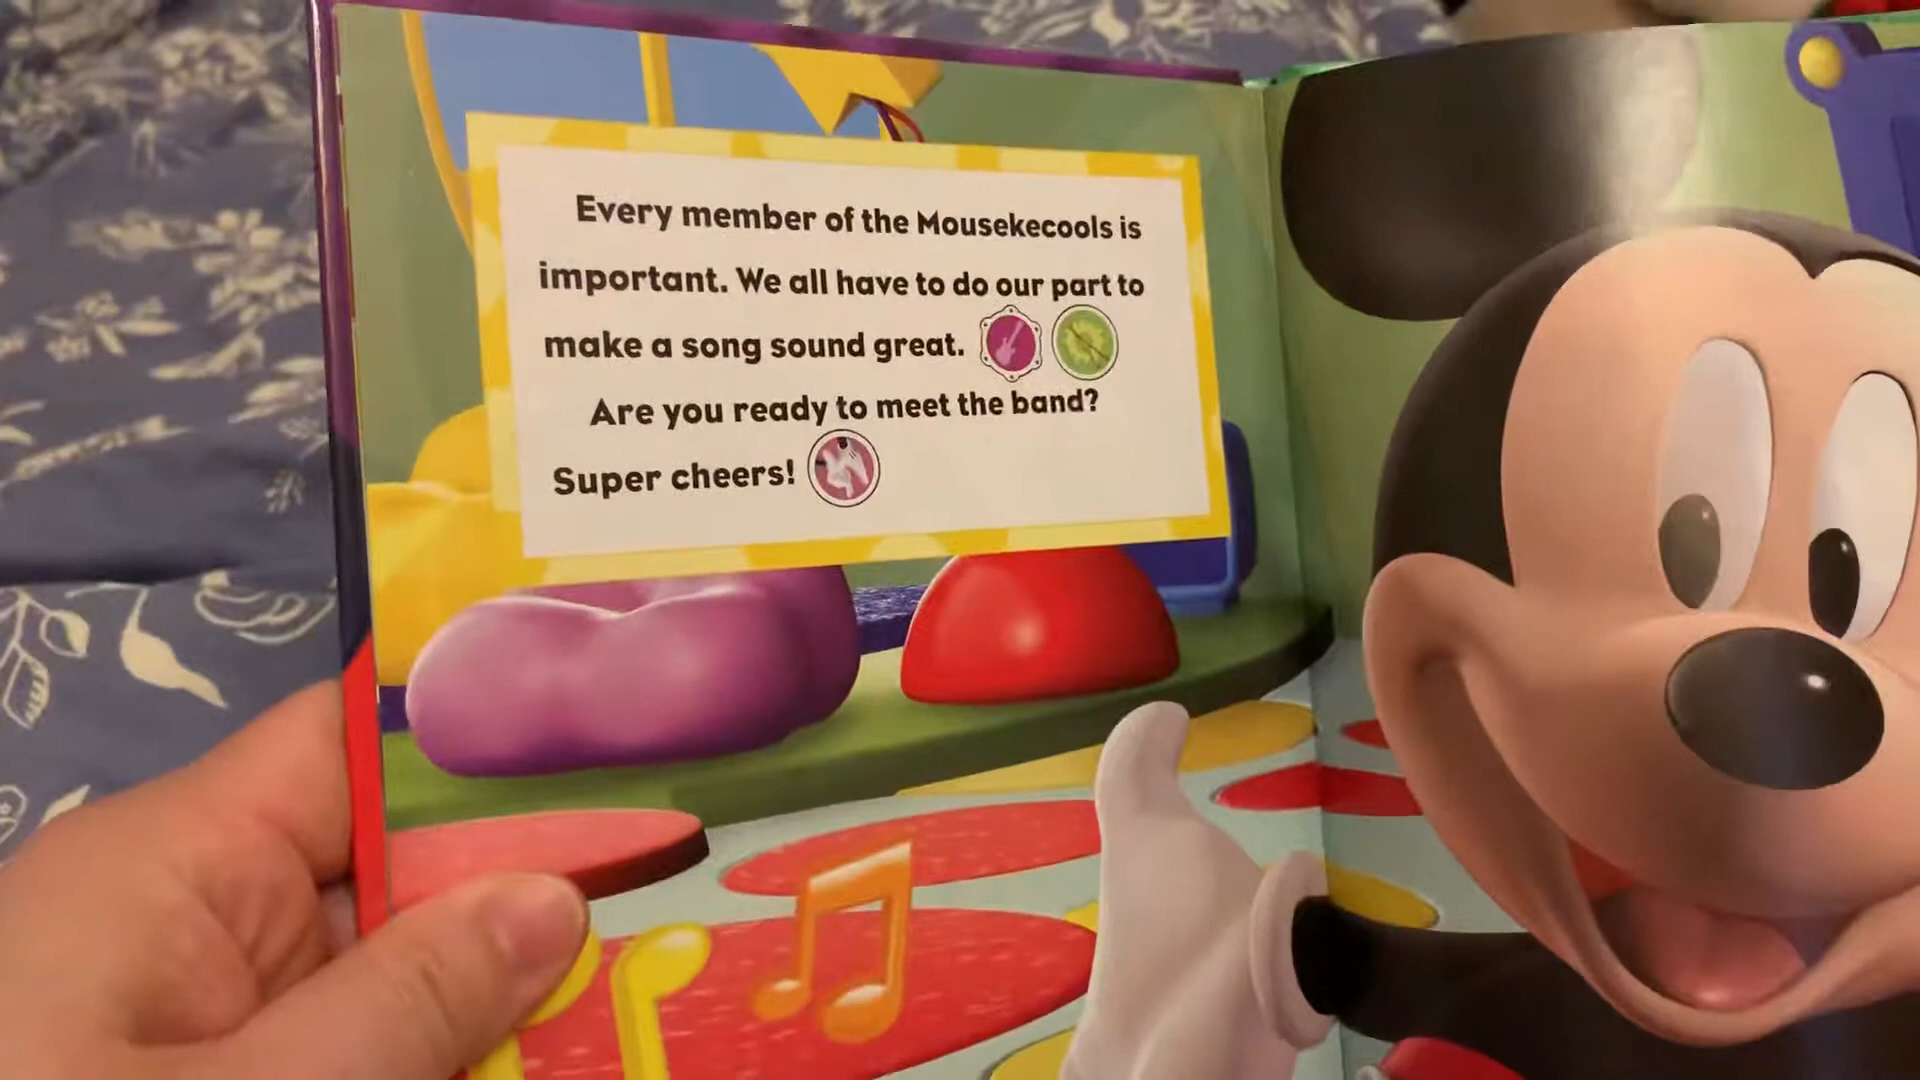 Every member of the Mousekecools is
important. We all have to do our part to
make a song sound great.
Are you ready to meet the band?
Super cheers!